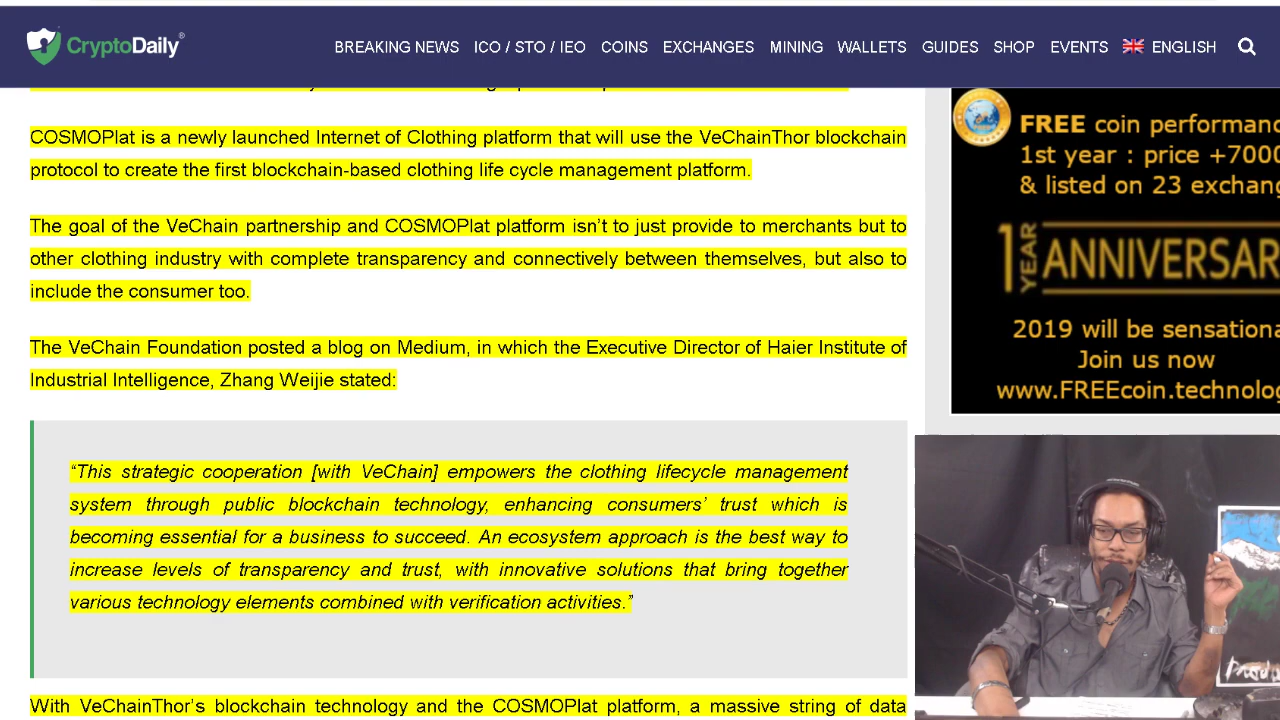 CryptoDaily®
BREAKING NEWS ICO / STO / IEO COINS EXCHANGES MINING WALLETS GUIDES SHOP EVENTS ENGLISH
COSMOPlat is a newly launched Internet of Clothing platform that will use the VeChainThor blockchain
protocol to create the first blockchain-based clothing life cycle management platform.
The goal of the VeChain partnership and COSMOPlat platform isn’t to just provide to merchants but to
other clothing industry with complete transparency and connectively between themselves, but also to
include the consumer too.
The VeChain Foundation posted a blog on Medium, in which the Executive Director of Haier Institute of
Industrial Intelligence, Zhang Weijie stated:
“This strategic cooperation [with VeChain] empowers the clothing lifecycle management
system through public blockchain technology, enhancing consumers’ trust which is
becoming essential for a business to succeed. An ecosystem approach is the best way to
increase levels of transparency and trust, with innovative solutions that bring together
various technology elements combined with verification activities.”
With VeChainThor’s blockchain technology and the COSMOPlat platform, a massive string of data
FREE coin performanc
1st year : price +7000
& listed on 23 exchan
1 YEAR ANNIVERSAR
2019 will be sensationa
Join us now
www.FREEcoin.technolog